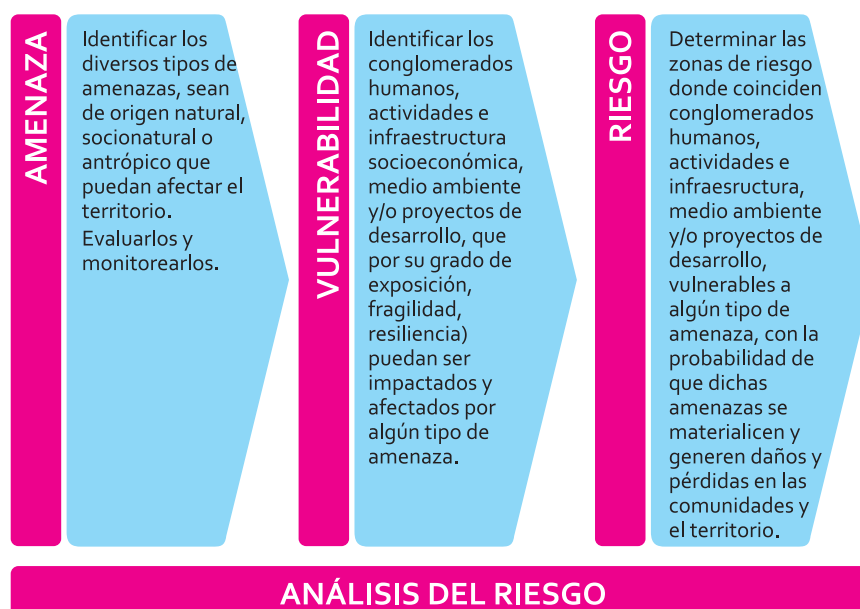 AMENAZA
Identificar los
diversos tipos de
amenazas, sean
de origen natural,
socionatural o
antrópico que
puedan afectar el
territorio.
Evaluarlos y
monitorearlos.
VULNERABILIDAD
Identificar los
conglomerados
humanos,
actividades e
infraestructura
socioeconómica,
medio ambiente
y/o proyectos de
desarrollo, que
por su grado de
exposición,
fragilidad,
resiliencia)
puedan ser
impactados y
afectados por
algún tipo de
amenaza.
RIESGO
Determinar las
zonas de riesgo
donde coinciden
conglomerados
humanos,
actividades e
infraesructura,
medio ambiente
y/o proyectos de
desarrollo,
vulnerables a
algún tipo de
amenaza, con la
probabilidad de
que dichas
amenazas se
materialicen y
generen daños y
pérdidas en las
comunidades y
el territorio.
ANÁLISIS DEL RIESGO